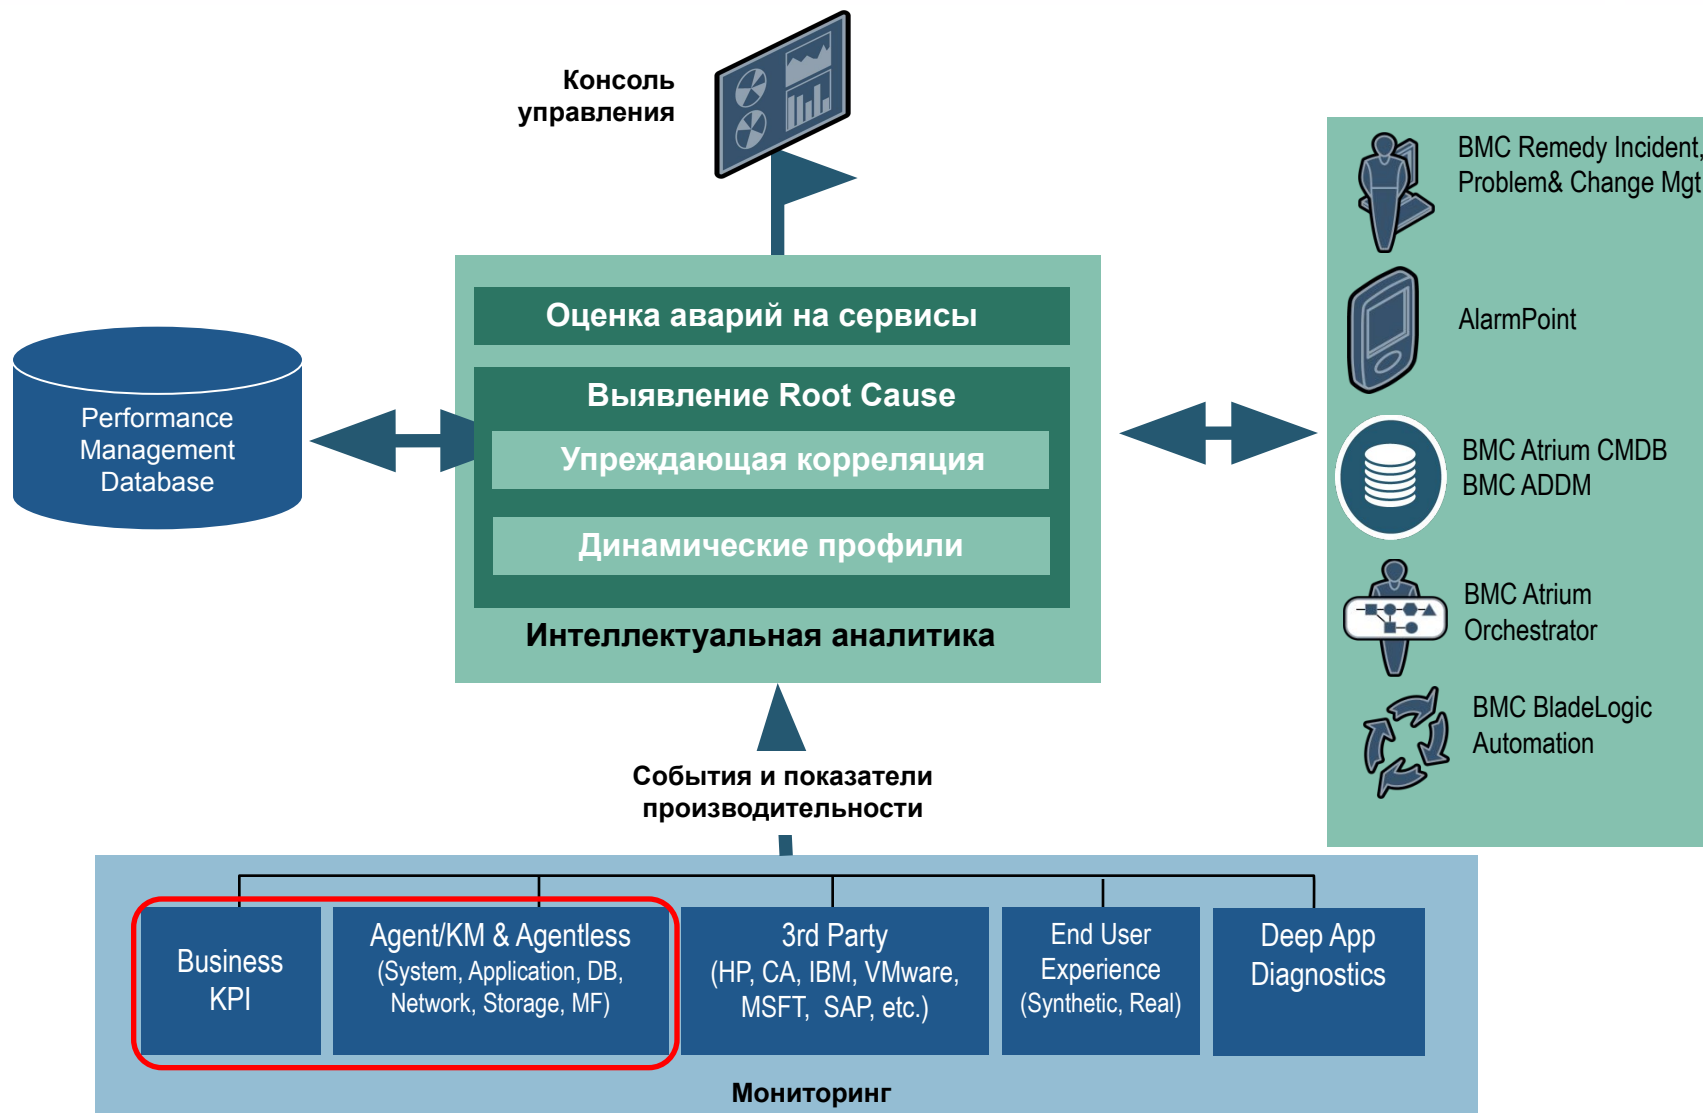 Консоль
управления
BMC Remedy Incident,
Problem& Change Mgt
AlarmPoint
BMC Atrium CMDB
BMC ADDM
BMC Atrium
Orchestrator
BMC BladeLogic
Automation
Оценка аварий на сервисы
Выявление Root Cause
Упреждающая корреляция
Динамические профили
Интеллектуальная аналитика
Performance
Management
Database
События и показатели
производительности
Business
KPI
Agent/KM & Agentless
(System, Application, DB,
Network, Storage, MF)
3rd Party
(HP, CA, IBM, VMware,
MSFT, SAP, etc.)
End User
Experience
(Synthetic, Real)
Deep App
Diagnostics
Мониторинг